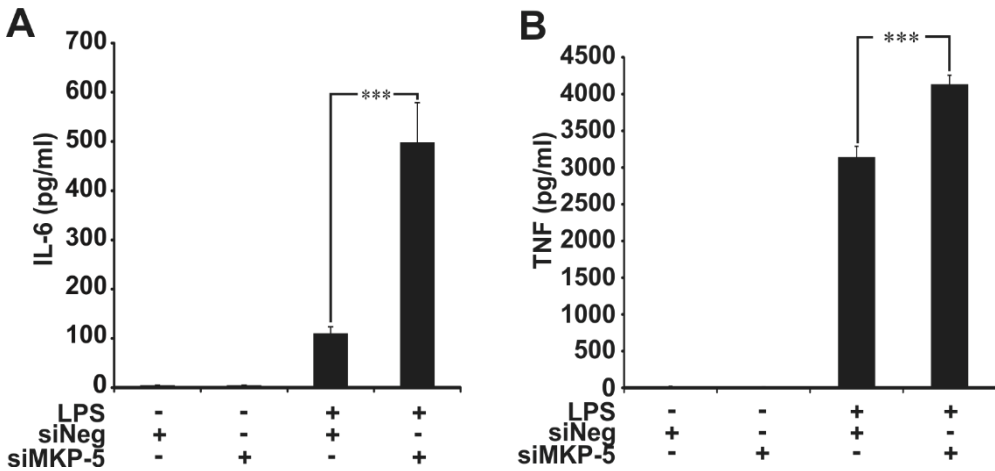 A
700
600
500
400
300
200
100
0
IL-6 (pg/ml)
***
LPS - - + +
siNeg + - + -
siMKP-5 - + - +
B
4500
4000
3500
3000
2500
2000
1500
1000
500
0
TNF (pg/ml)
***
LPS - - + +
siNeg + - + -
siMKP-5 - + - +